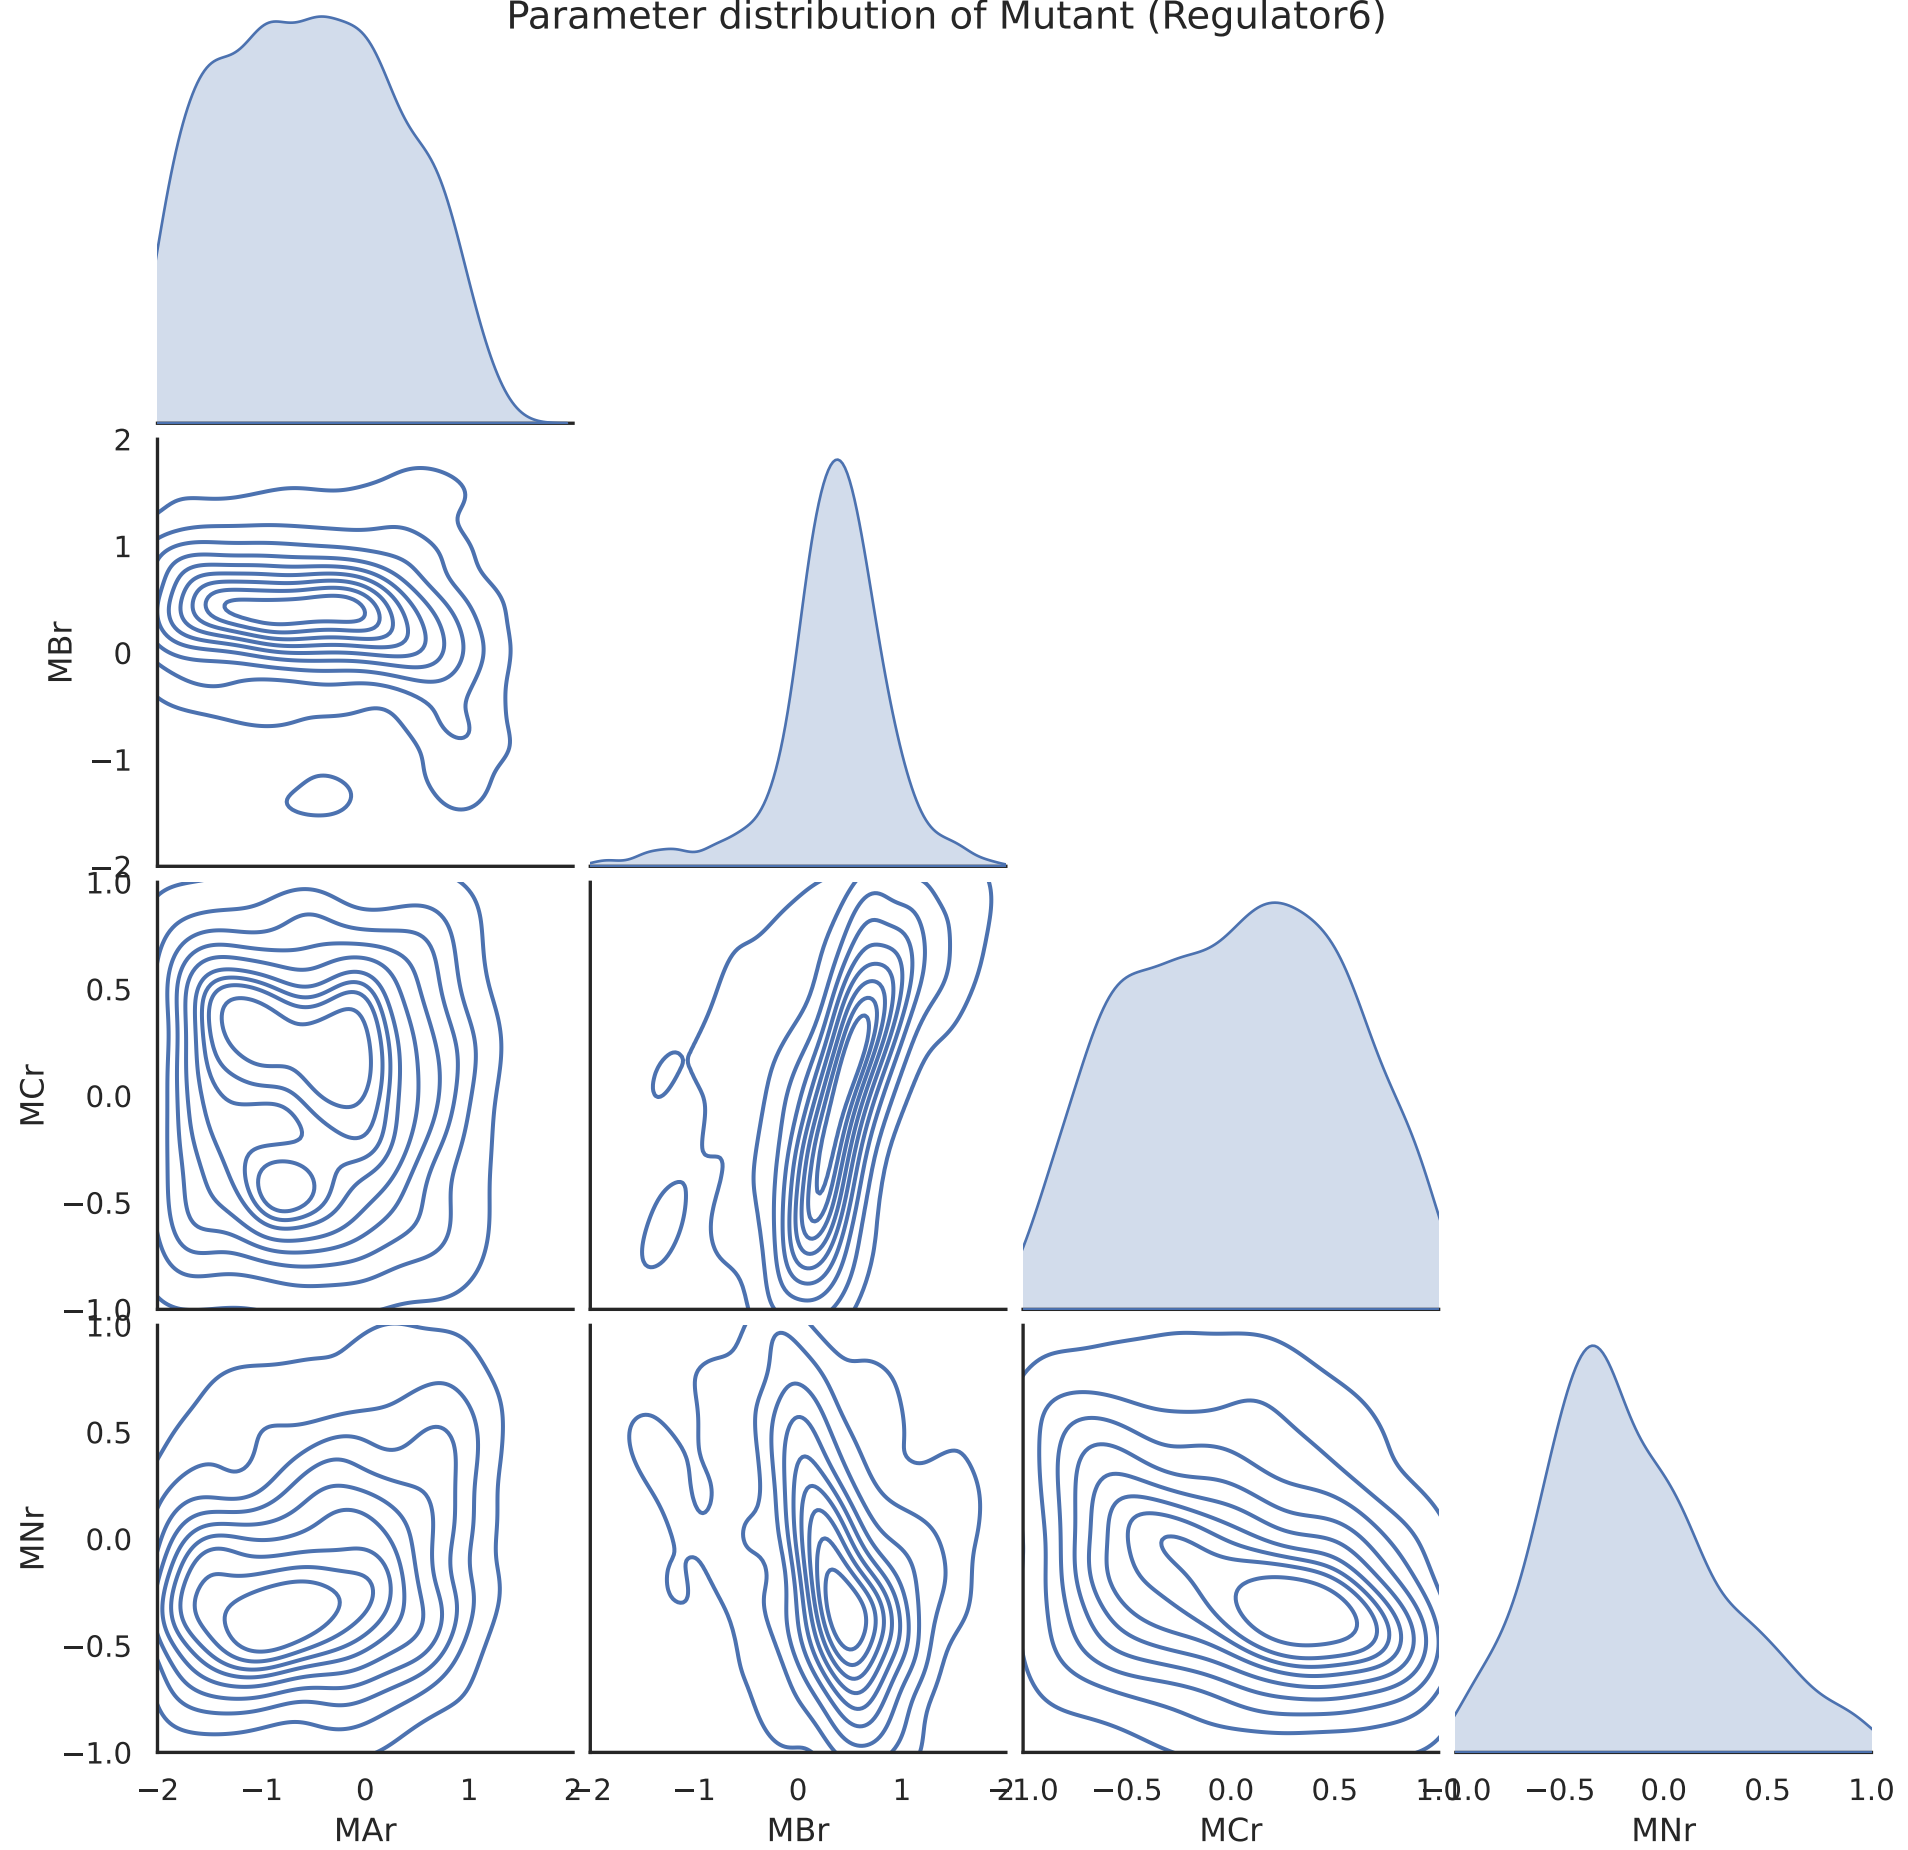 Parameter distribution of Mutant (Regulator6)
2
1
0
−1
−2
MBr
1.0
0.5
0.0
−0.5
−1.0
MCr
1.0
0.5
0.0
−0.5
−1.0
MNr
−2 −1 0 1 2 −2 −1 0 1 2 −1.0 −0.5 0.0 0.5 1.0 −1.0 −0.5 0.0 0.5 1.0
MAr MBr MCr MNr